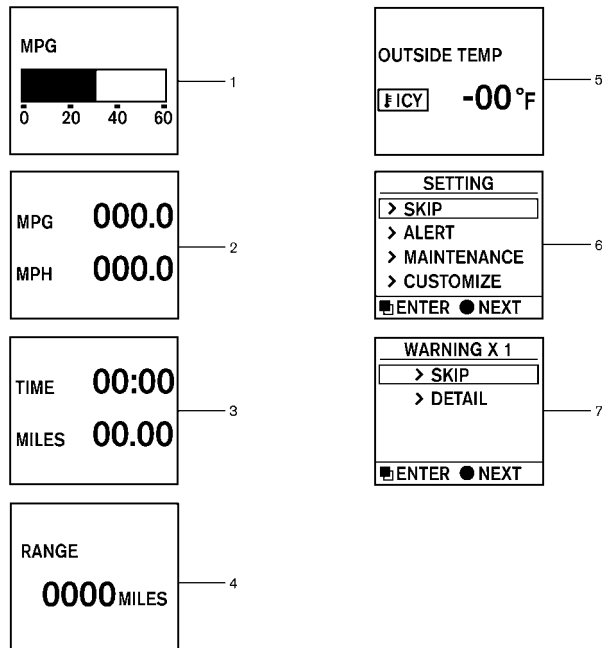 MPG
0 20 40 60
1
MPG 000.0
MPH 000.0
2
TIME 00:00
MILES 00.00
3
RANGE
0000 MILES
4
OUTSIDE TEMP
ICY -00°F
5
SETTING
> SKIP
> ALERT
> MAINTENANCE
> CUSTOMIZE
ENTER NEXT
6
WARNING X 1
> SKIP
> DETAIL
ENTER NEXT
7